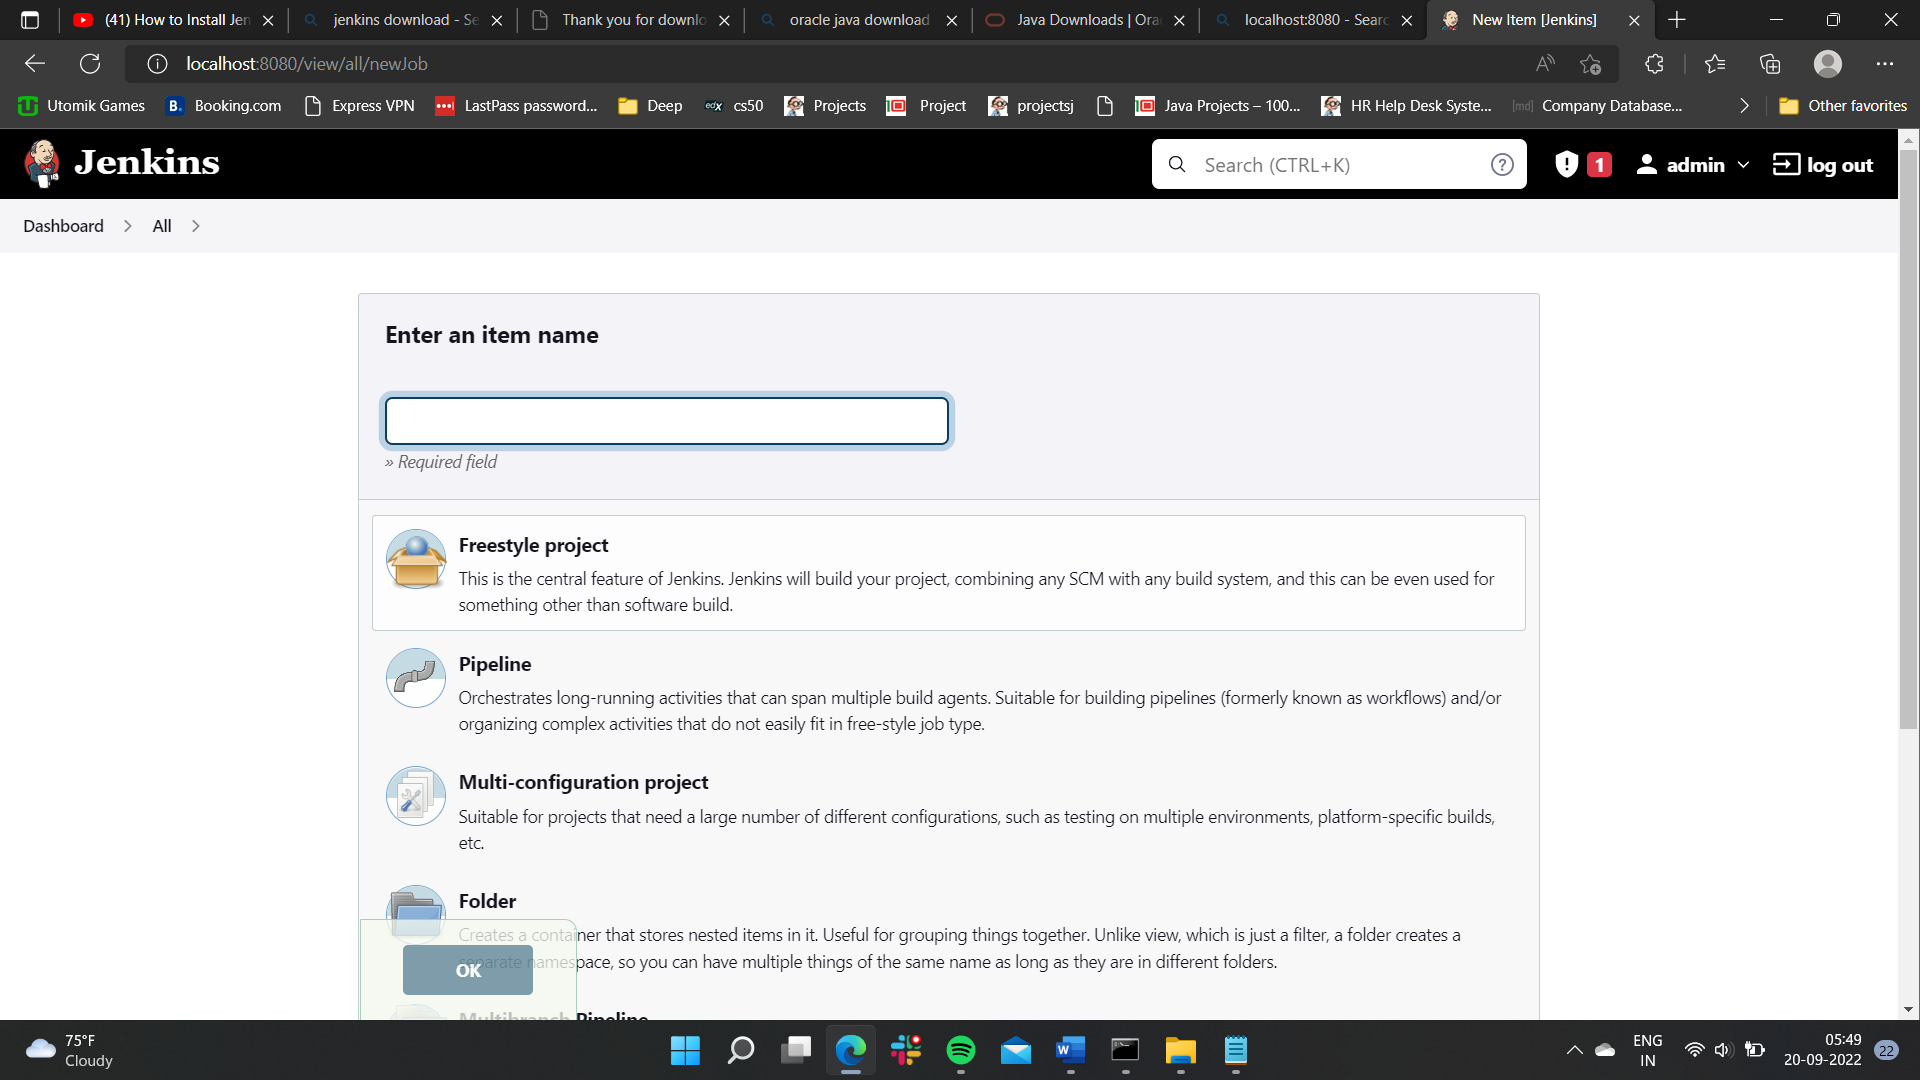 (41) How to Install Jen
jenkins download - Se
Thank you for downlo
oracle java download
Java Downloads | Ora
localhost:8080 - Searc
New Item [Jenkins]
localhost:8080/view/all/newJob
Utomik Games
Booking.com
Express VPN
LastPass password...
Deep
edX
cs50
Projects
Project
projectsj
Java Projects – 100...
HR Help Desk Syste...
[md]
Company Database...
Other favorites
Jenkins
Search (CTRL+K)
1
admin
log out
Dashboard
All
Enter an item name
» Required field
Freestyle project
This is the central feature of Jenkins. Jenkins will build your project, combining any SCM with any build system, and this can be even used for
something other than software build.
Pipeline
Orchestrates long-running activities that can span multiple build agents. Suitable for building pipelines (formerly known as workflows) and/or
organizing complex activities that do not easily fit in free-style job type.
Multi-configuration project
Suitable for projects that need a large number of different configurations, such as testing on multiple environments, platform-specific builds,
etc.
Folder
Creates a container that stores nested items in it. Useful for grouping things together. Unlike view, which is just a filter, a folder creates a
separate namespace, so you can have multiple things of the same name as long as they are in different folders.
OK
Multibranch Pipeline
75°F
Cloudy
ENG
IN
05:49
20-09-2022
22